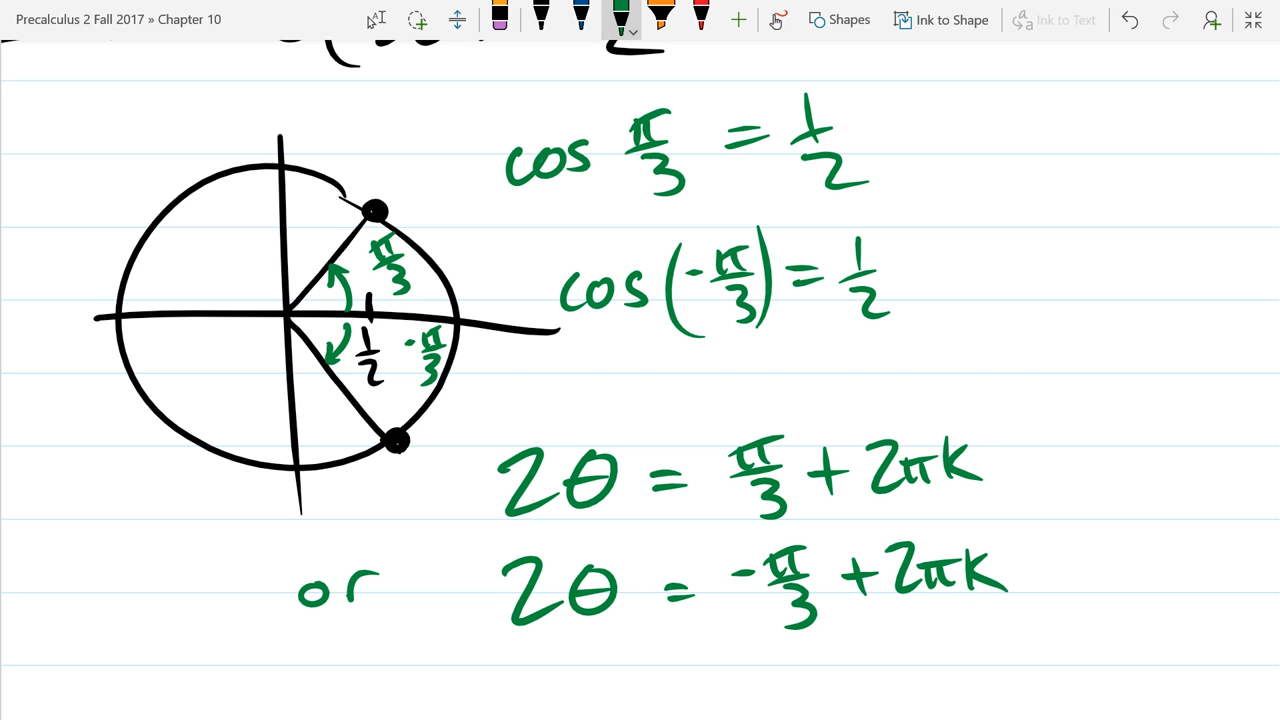 Precalculus 2 Fall 2017 » Chapter 10
Shapes
Ink to Shape
Ink to Text
2
cos π/3 = 1/2
cos(-π/3) = 1/2
π/3
1/2
-π/3
2θ = π/3 + 2πk
or 2θ = -π/3 + 2πk